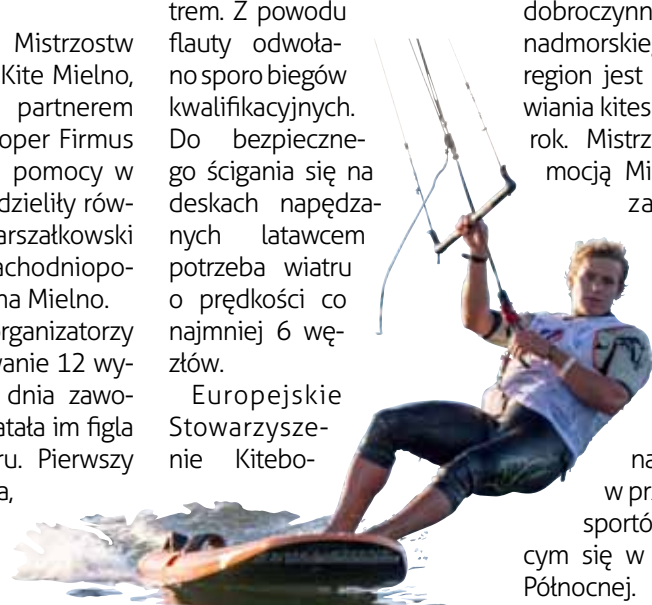 Mistrzostw
Kite Mielno,
partnerem
oper Firmus
pomocy w
dzieliły rów-
arszałkowski
achodniopo-
na Mielno.
organizatorzy
wanie 12 wy-
dnia zawo-
atała im figla
ru. Pierwszy
a,
trem. Z powodu
flauty odwoła-
no sporo biegów
kwalifikacyjnych.
Do bezpieczne-
go ścigania się na
deskach napędza-
nych latawcem
potrzeba wiatru
o prędkości co
najmniej 6 wę-
złów.
Europejskie
Stowarzysze-
nie Kitebo-
dobroczynn
nadmorskieg
region jest
wiania kites
rok. Mistrz
mocją Mi
za
na
w prz
sportó
cym się w
Północnej.